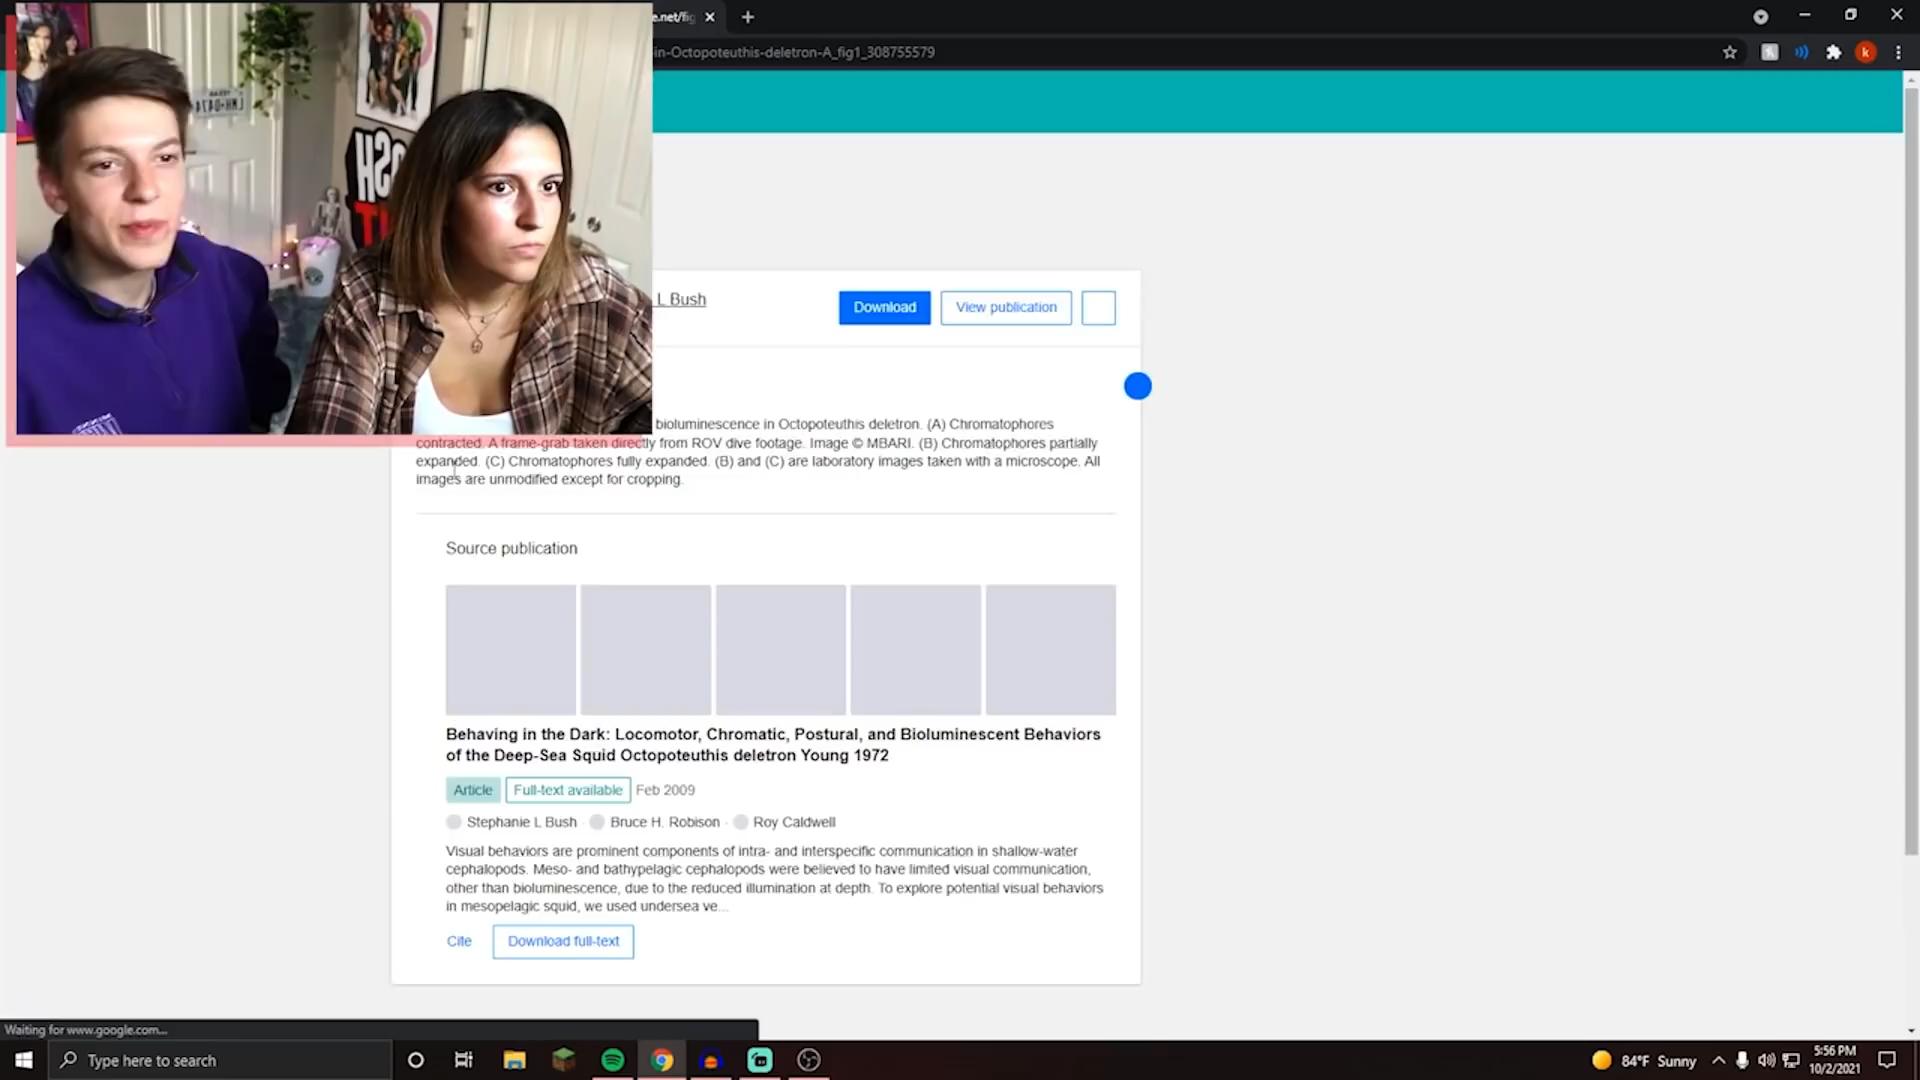 e.net/fig
in-Octopoteuthis-deletron-A_fig1_308755579
k
L Bush
Download
View publication
bioluminescence in Octopoteuthis deletron. (A) Chromatophores
contracted. A frame-grab taken directly from ROV dive footage. Image © MBARI. (B) Chromatophores partially
expanded. (C) Chromatophores fully expanded. (B) and (C) are laboratory images taken with a microscope. All
images are unmodified except for cropping.
Source publication
Behaving in the Dark: Locomotor, Chromatic, Postural, and Bioluminescent Behaviors
of the Deep-Sea Squid Octopoteuthis deletron Young 1972
Article
Full-text available
Feb 2009
Stephanie L Bush · Bruce H. Robison · Roy Caldwell
Visual behaviors are prominent components of intra- and interspecific communication in shallow-water
cephalopods. Meso- and bathypelagic cephalopods were believed to have limited visual communication,
other than bioluminescence, due to the reduced illumination at depth. To explore potential visual behaviors
in mesopelagic squid, we used undersea ve...
Cite
Download full-text
Waiting for www.google.com...
Type here to search
84°F Sunny
5:56 PM
10/2/2021